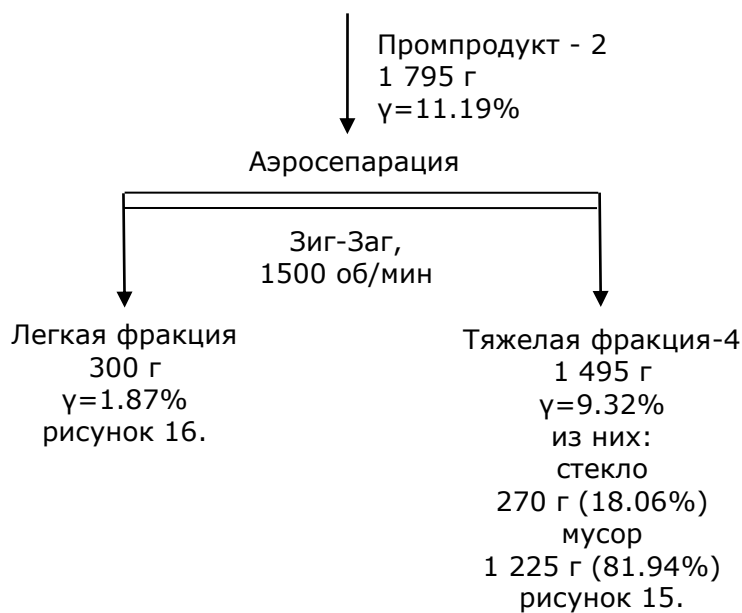 Промпродукт - 2
1 795 г
γ=11.19%
Аэросепарация
Зиг-Заг,
1500 об/мин
Легкая фракция
300 г
γ=1.87%
рисунок 16.
Тяжелая фракция-4
1 495 г
γ=9.32%
из них:
стекло
270 г (18.06%)
мусор
1 225 г (81.94%)
рисунок 15.